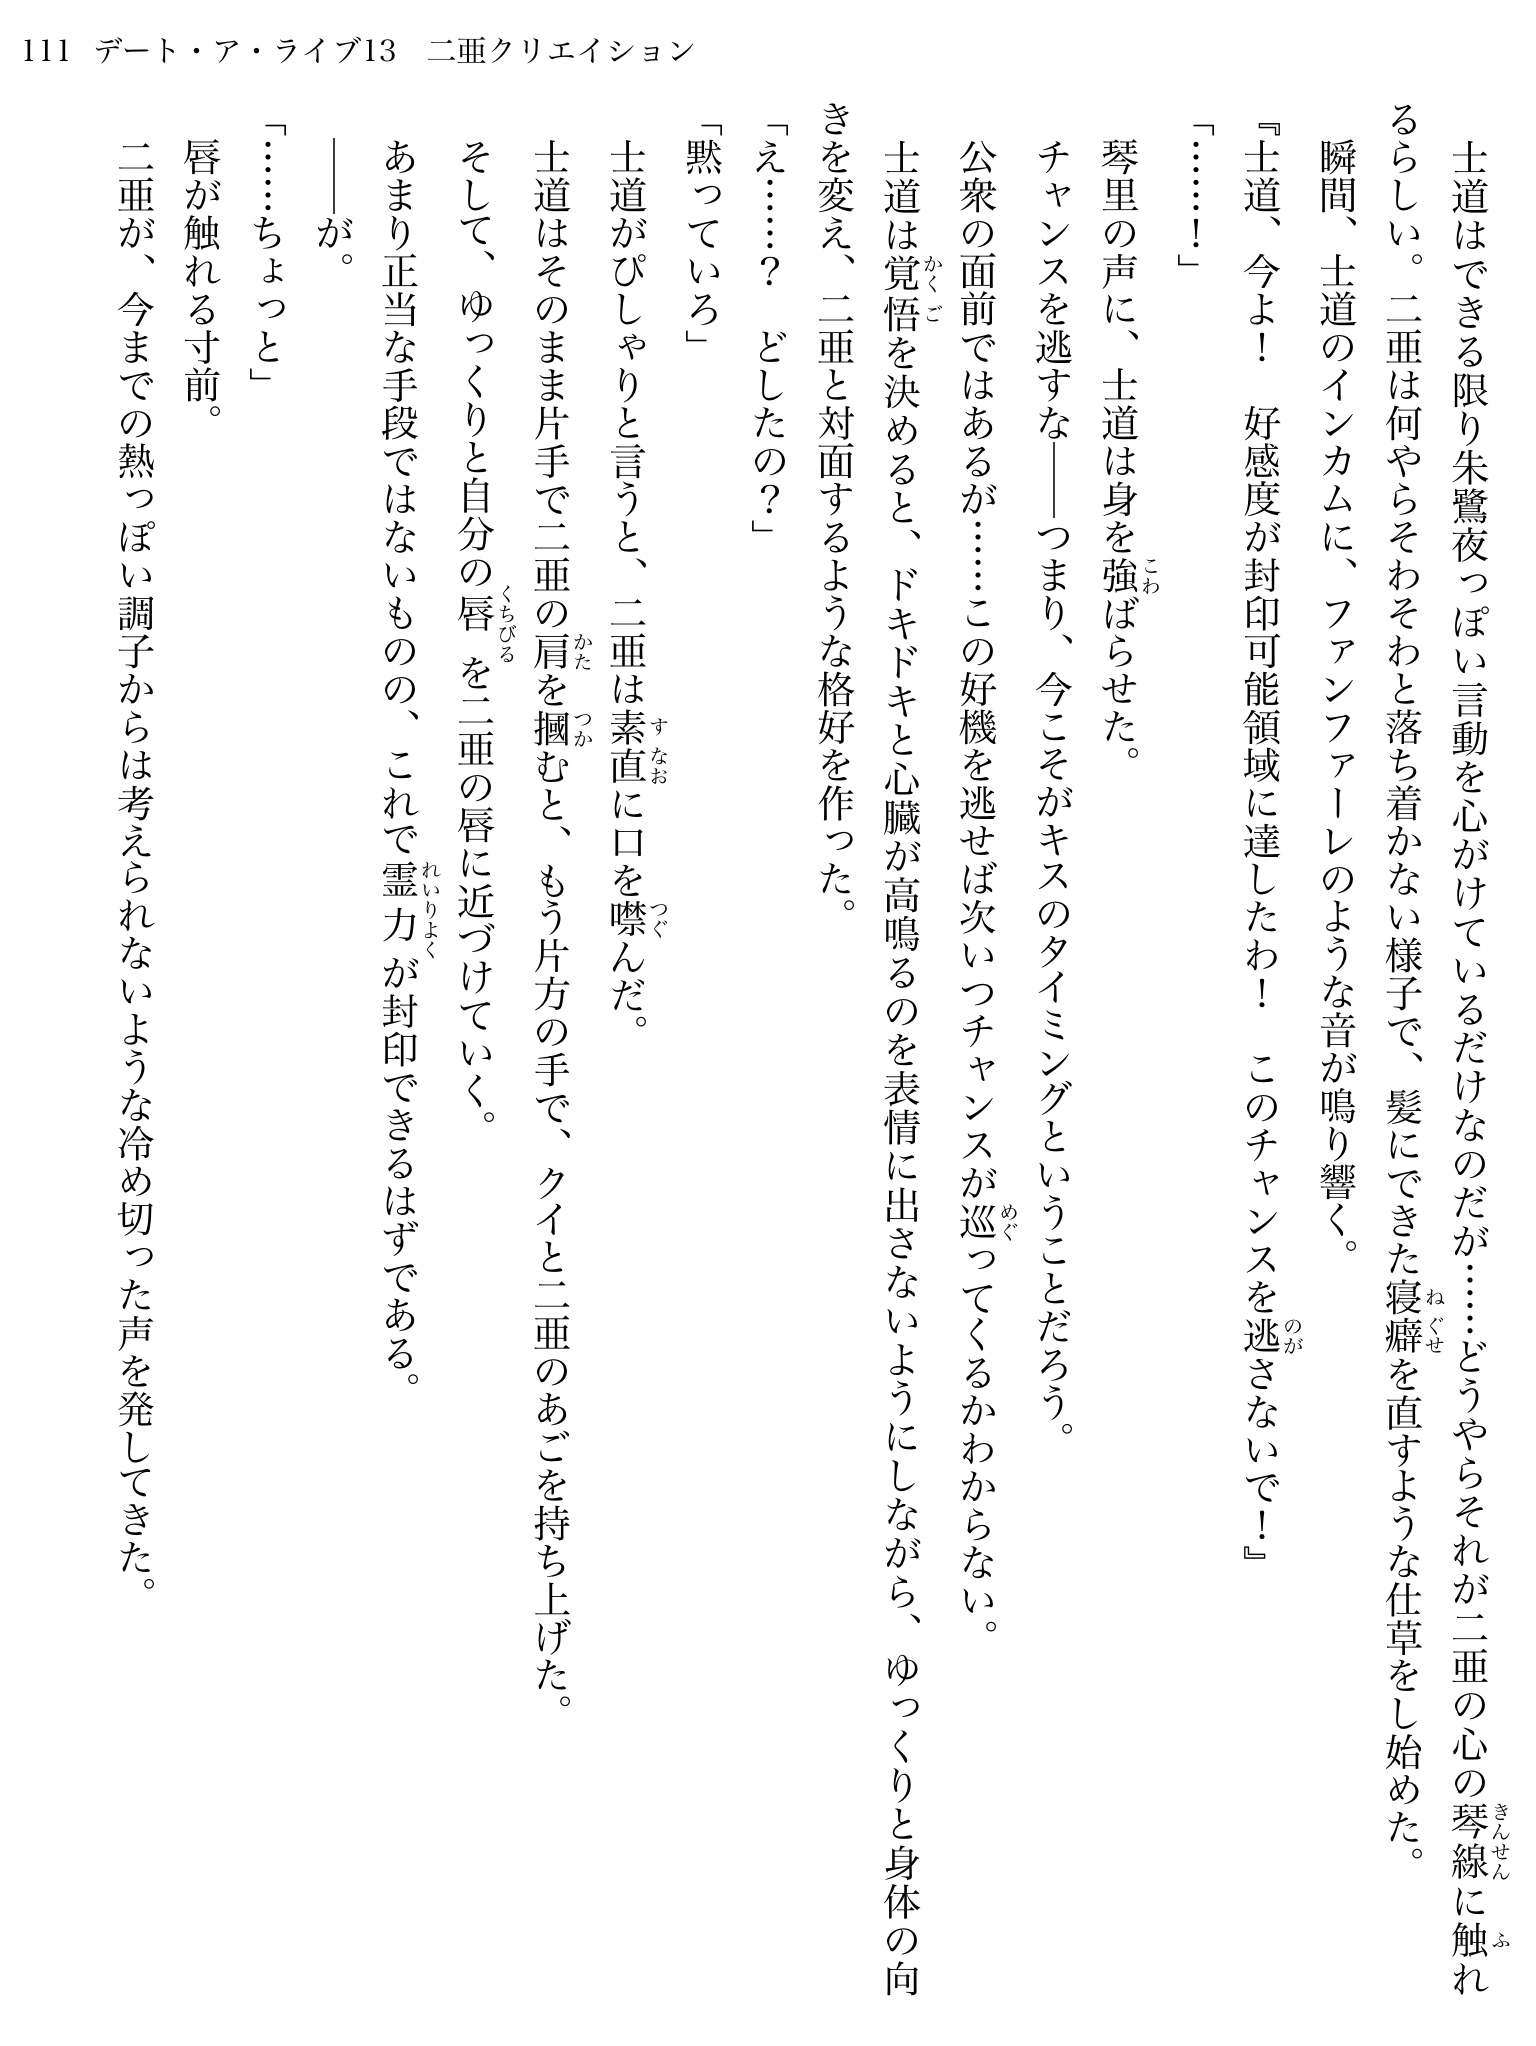 111 デート・ア・ライブ13　二亜クリエイション
　士道はできる限り朱鷺夜っぽい言動を心がけているだけなのだが……どうやらそれが二亜の心の琴線に触れ
るらしい。二亜は何やらそわそわと落ち着かない様子で、髪にできた寝癖を直すような仕草をし始めた。
　瞬間、士道のインカムに、ファンファーレのような音が鳴り響く。
『士道、今よ！　好感度が封印可能領域に達したわ！　このチャンスを逃さないで！』
「……！」
　琴里の声に、士道は身を強ばらせた。
　チャンスを逃すな――つまり、今こそがキスのタイミングということだろう。
　公衆の面前ではあるが……この好機を逃せば次いつチャンスが巡ってくるかわからない。
　士道は覚悟を決めると、ドキドキと心臓が高鳴るのを表情に出さないようにしながら、ゆっくりと身体の向
きを変え、二亜と対面するような格好を作った。
「え……？　どしたの？」
「黙っていろ」
　士道がぴしゃりと言うと、二亜は素直に口を噤んだ。
　士道はそのまま片手で二亜の肩を摑むと、もう片方の手で、クイと二亜のあごを持ち上げた。
　そして、ゆっくりと自分の唇を二亜の唇に近づけていく。
　あまり正当な手段ではないものの、これで霊力が封印できるはずである。
　――が。
「……ちょっと」
　唇が触れる寸前。
　二亜が、今までの熱っぽい調子からは考えられないような冷め切った声を発してきた。